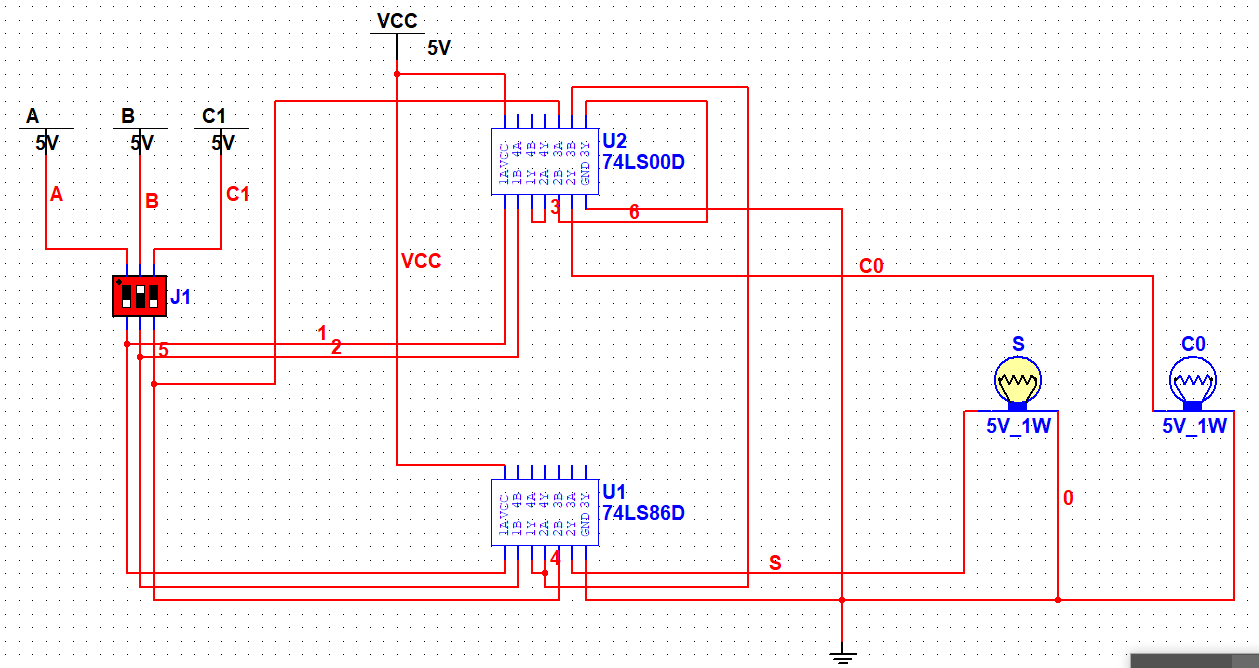 VCC
5V
A
B
C1
5V
5V
5V
A
B
C1
U2
74LS00D
VCC 4A 4B 4Y 3A 3B 3Y
1A 1B 1Y 2A 2B 2Y GND
3
6
VCC
C0
J1
1
2
5
S
C0
5V_1W
5V_1W
0
U1
74LS86D
VCC 4B 4A 4Y 3B 3A 3Y
1A 1B 1Y 2A 2B 2Y GND
4
S